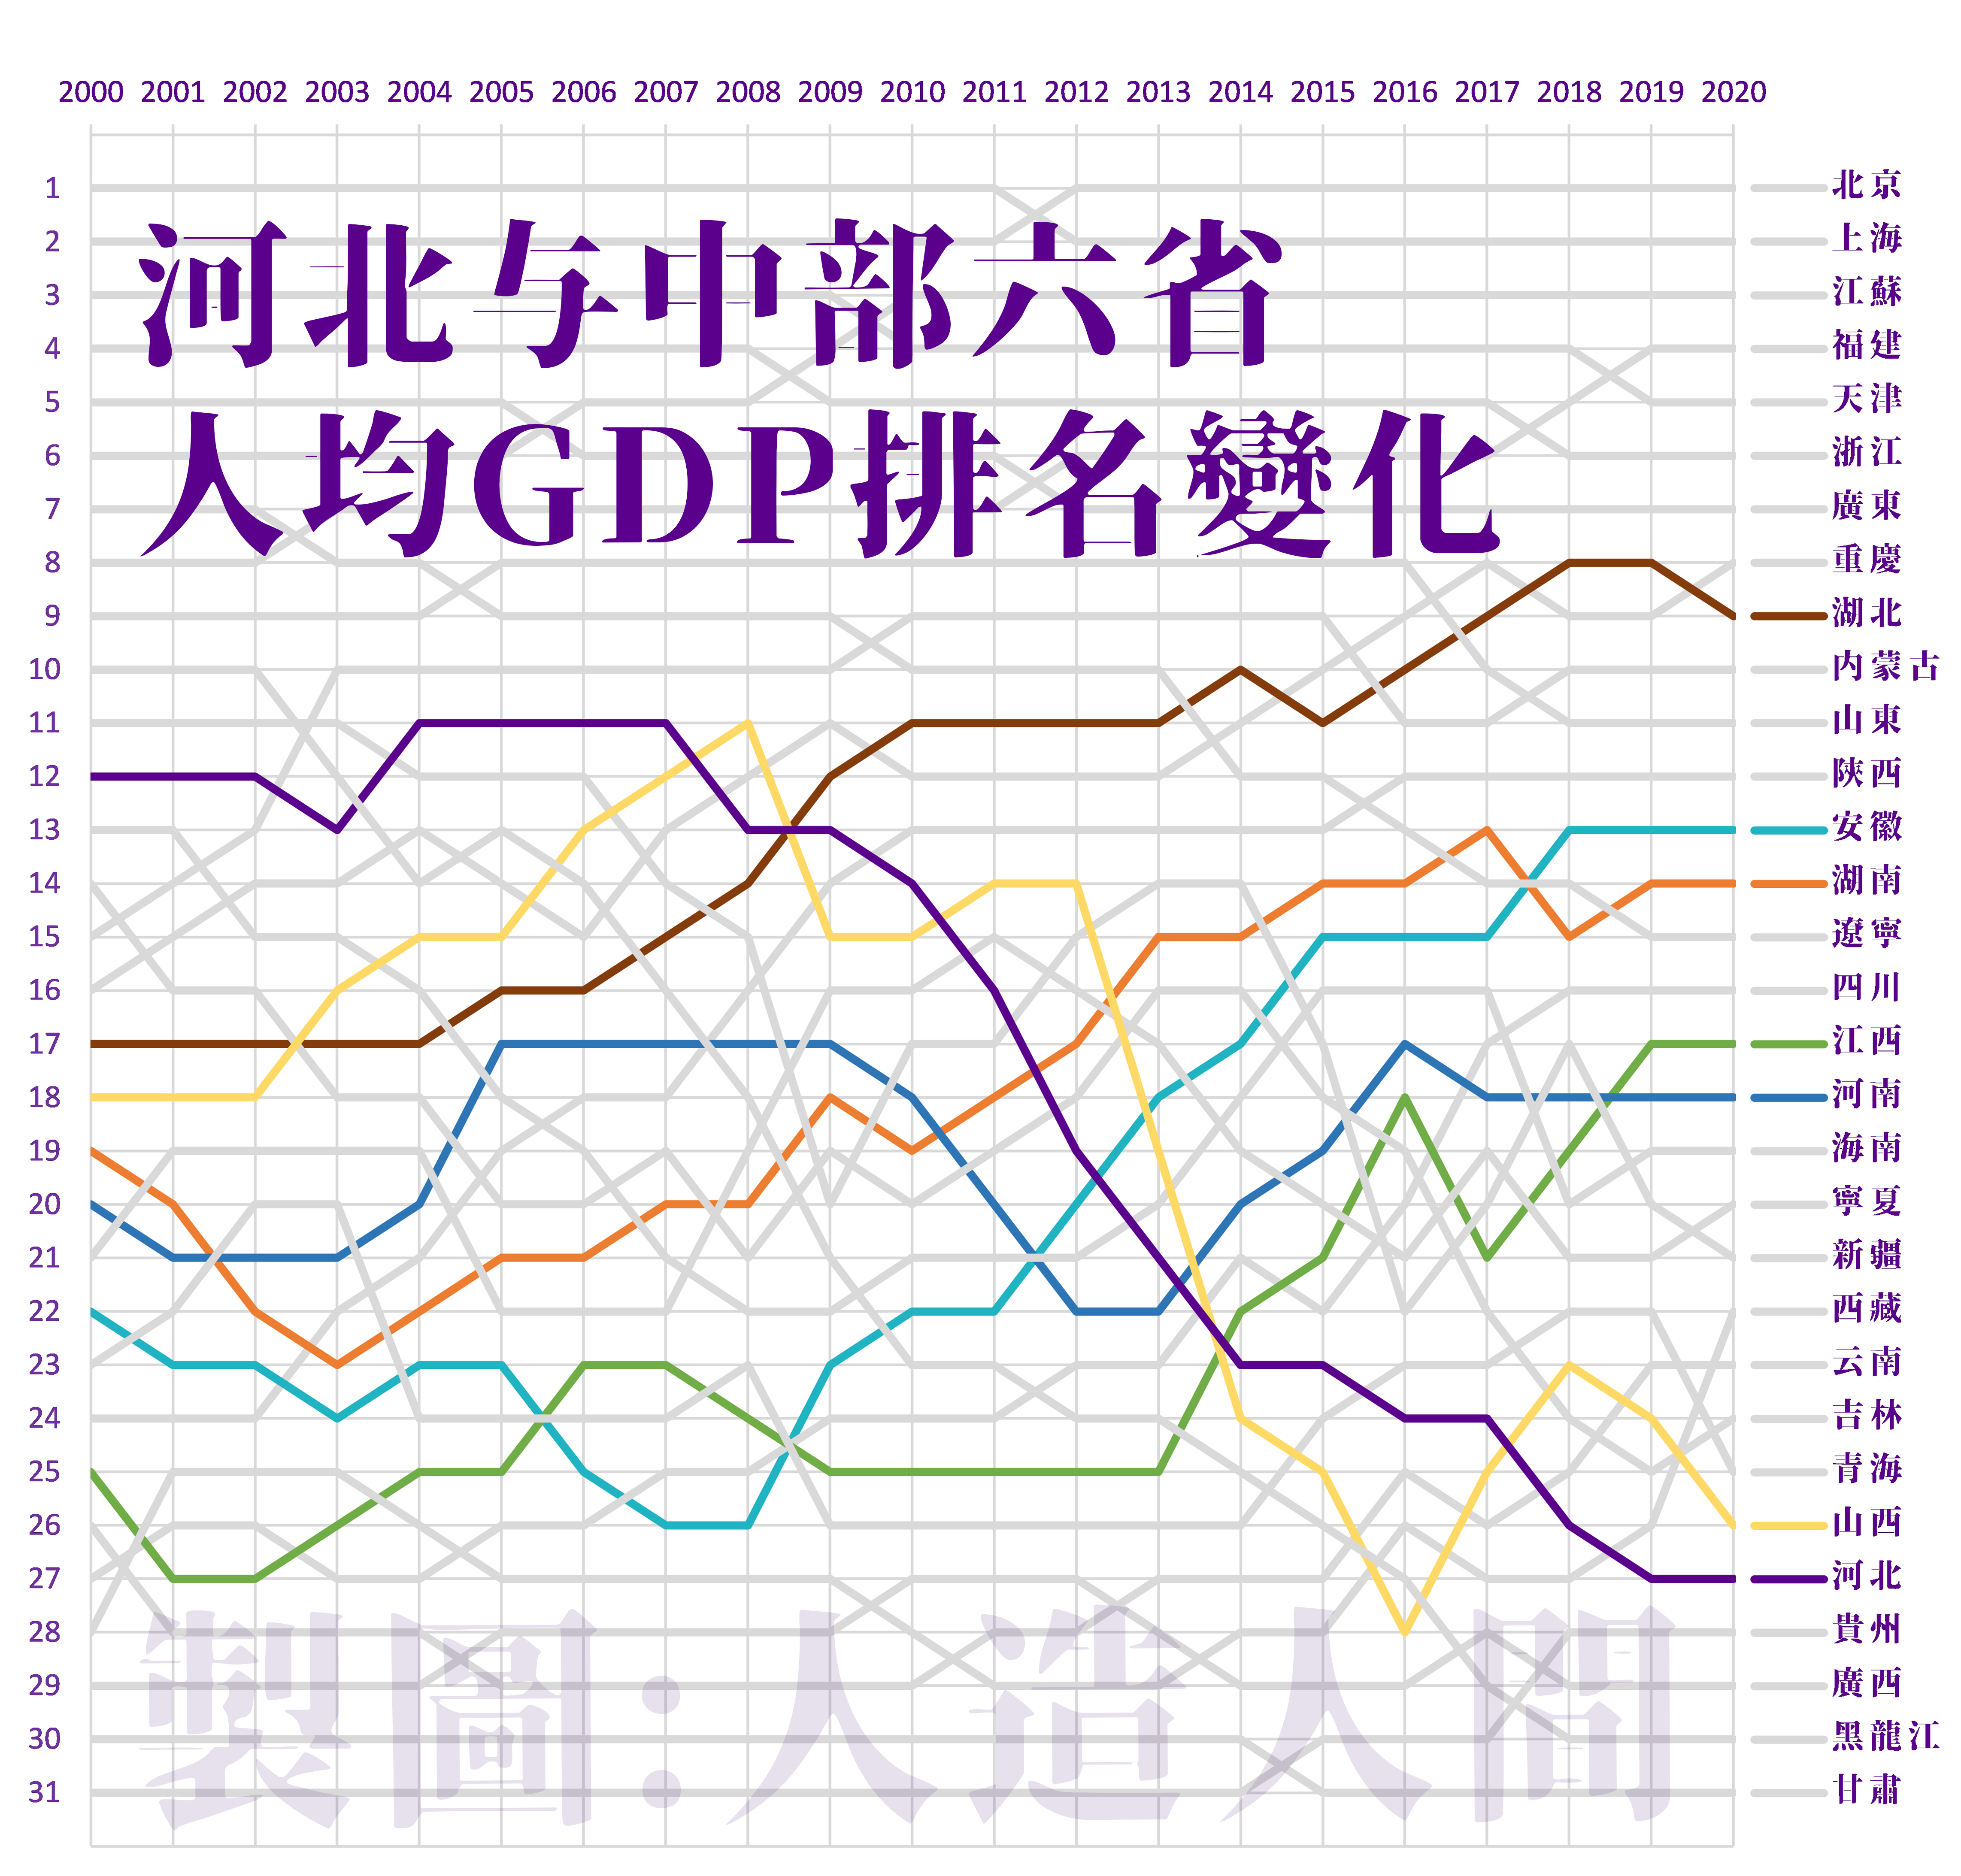 2000 2001 2002 2003 2004 2005 2006 2007 2008 2009 2010 2011 2012 2013 2014 2015 2016 2017 2018 2019 2020
河北与中部六省
人均GDP排名變化
1 北京
2 上海
3 江蘇
4 福建
5 天津
6 浙江
7 廣東
8 重慶
9 湖北
10 内蒙古
11 山東
12 陝西
13 安徽
14 湖南
15 遼寧
16 四川
17 江西
18 河南
19 海南
20 寧夏
21 新疆
22 西藏
23 云南
24 吉林
25 青海
26 山西
27 河北
28 貴州
29 廣西
30 黑龍江
31 甘肅
製圖:人造人間